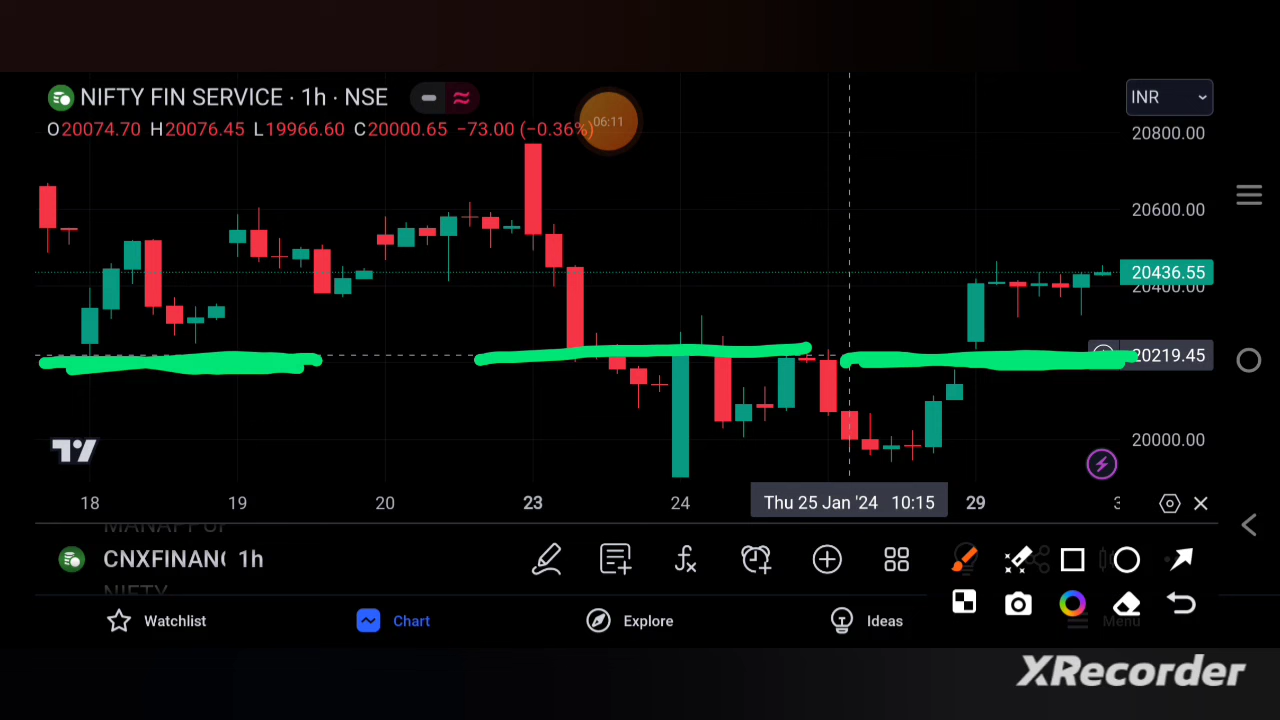 NIFTY FIN SERVICE · 1h · NSE
INR
O20074.70 H20076.45 L19966.60 C20000.65 −73.00 (−0.36%)
06:11
20800.00
20600.00
20436.55
20400.00
20219.45
20000.00
18 19 20 23 24 Thu 25 Jan '24 10:15 29
CNXFINANC 1h
NIFTY
Watchlist Chart Explore Ideas Menu
XRecorder